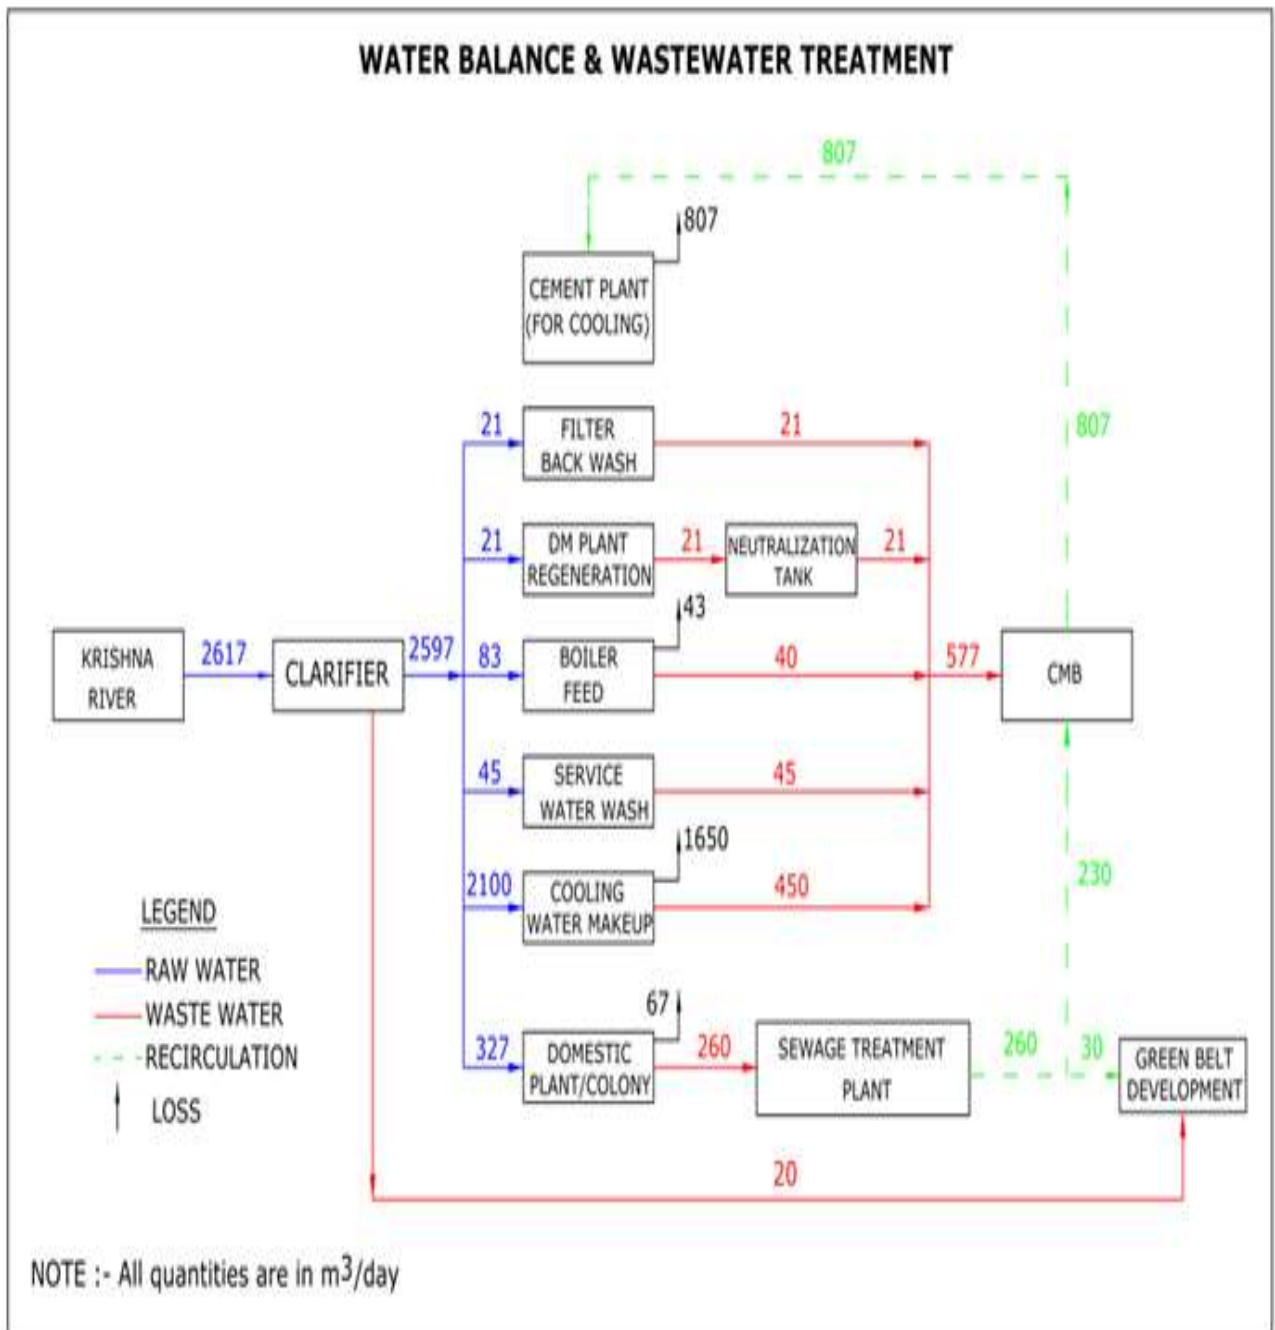 WATER BALANCE & WASTEWATER TREATMENT
807
807
CEMENT PLANT
(FOR COOLING)
807
21
FILTER
BACK WASH
21
21
DM PLANT
REGENERATION
21
NEUTRALIZATION
TANK
21
KRISHNA
RIVER
2617
CLARIFIER
2597
83
BOILER
FEED
43
40
577
CMB
45
SERVICE
WATER WASH
45
2100
COOLING
WATER MAKEUP
1650
450
230
LEGEND
RAW WATER
WASTE WATER
RECIRCULATION
LOSS
327
DOMESTIC
PLANT/COLONY
67
260
SEWAGE TREATMENT
PLANT
260
30
GREEN BELT
DEVELOPMENT
20
NOTE :- All quantities are in m³/day